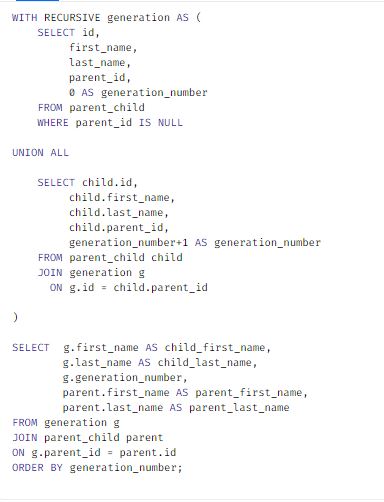 WITH RECURSIVE generation AS (
    SELECT id,
         first_name,
         last_name,
         parent_id,
         0 AS generation_number
    FROM parent_child
    WHERE parent_id IS NULL

UNION ALL

    SELECT child.id,
         child.first_name,
         child.last_name,
         child.parent_id,
         generation_number+1 AS generation_number
    FROM parent_child child
    JOIN generation g
      ON g.id = child.parent_id

)

SELECT  g.first_name AS child_first_name,
        g.last_name AS child_last_name,
        g.generation_number,
        parent.first_name AS parent_first_name,
        parent.last_name AS parent_last_name
FROM generation g
JOIN parent_child parent
ON g.parent_id = parent.id
ORDER BY generation_number;